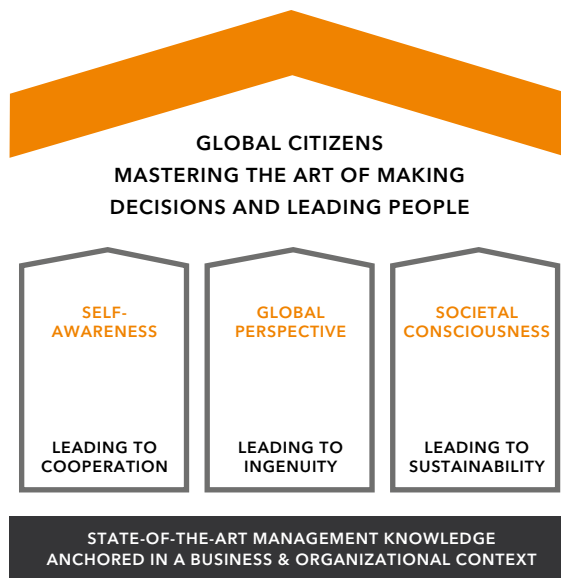 GLOBAL CITIZENS
MASTERING THE ART OF MAKING
DECISIONS AND LEADING PEOPLE
SELF-
AWARENESS
LEADING TO
COOPERATION
GLOBAL
PERSPECTIVE
LEADING TO
INGENUITY
SOCIETAL
CONSCIOUSNESS
LEADING TO
SUSTAINABILITY
STATE-OF-THE-ART MANAGEMENT KNOWLEDGE
ANCHORED IN A BUSINESS & ORGANIZATIONAL CONTEXT